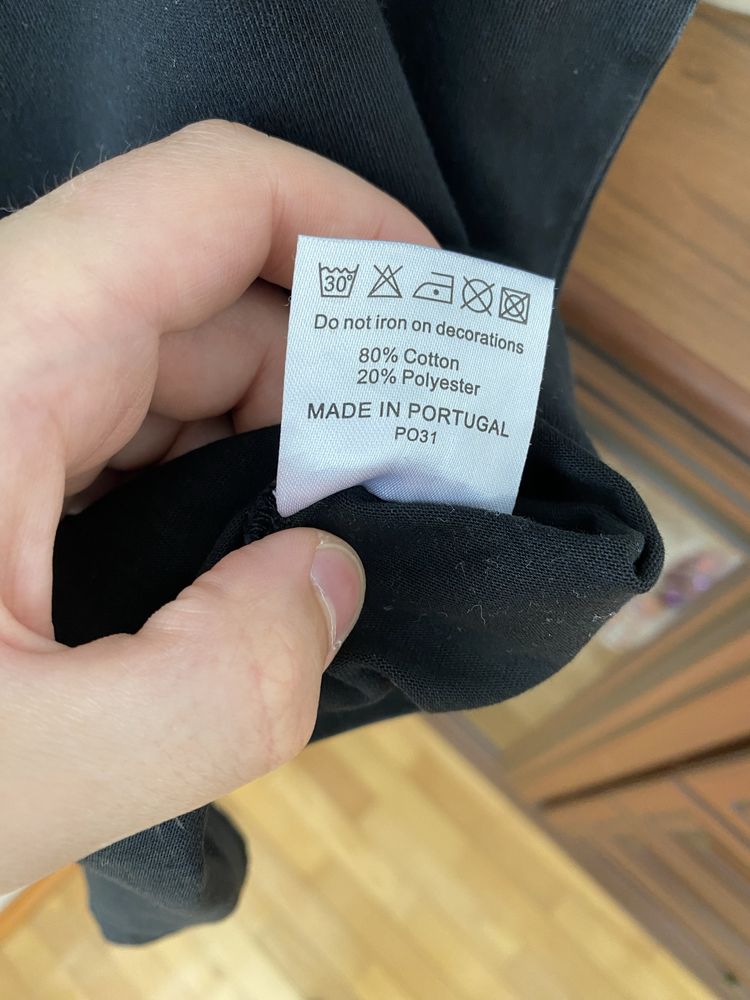 30°
Do not iron on decorations
80% Cotton
20% Polyester
MADE IN PORTUGAL
PO31